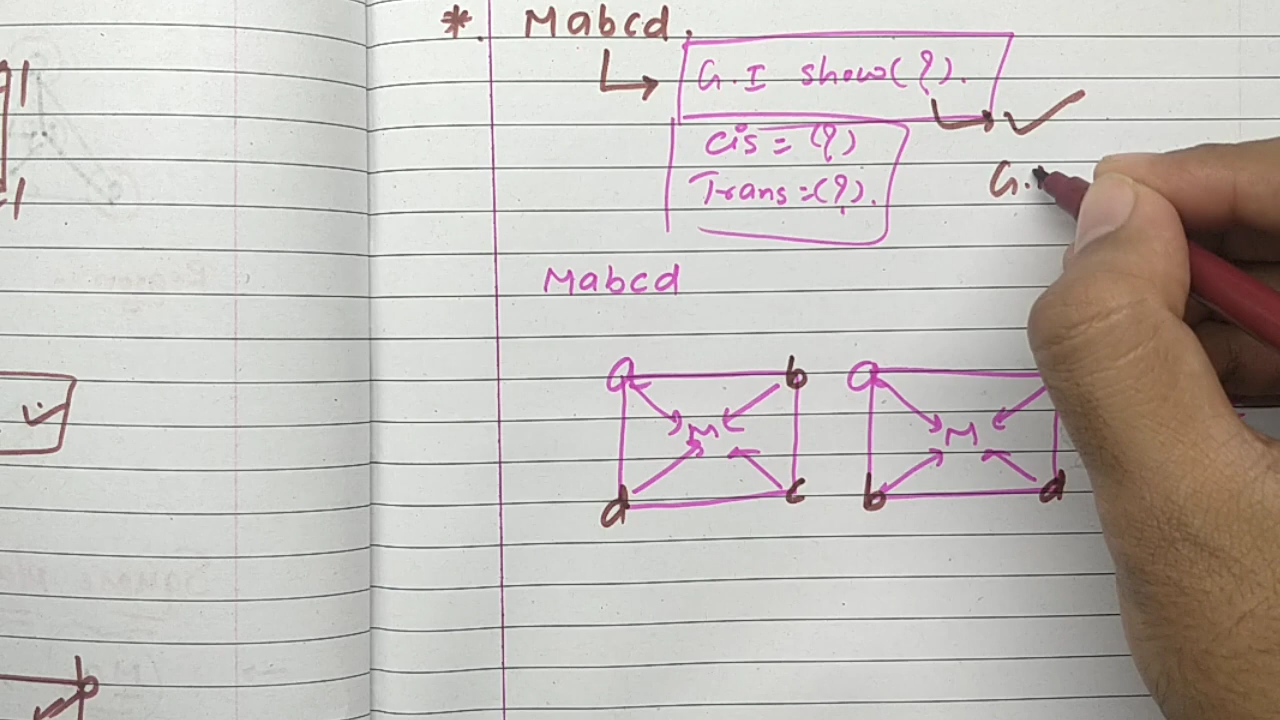 *. Mabcd.
G.I show(?).
cis = (?)
Trans =(?).
G.
Mabcd
a b a
M M
d c b d